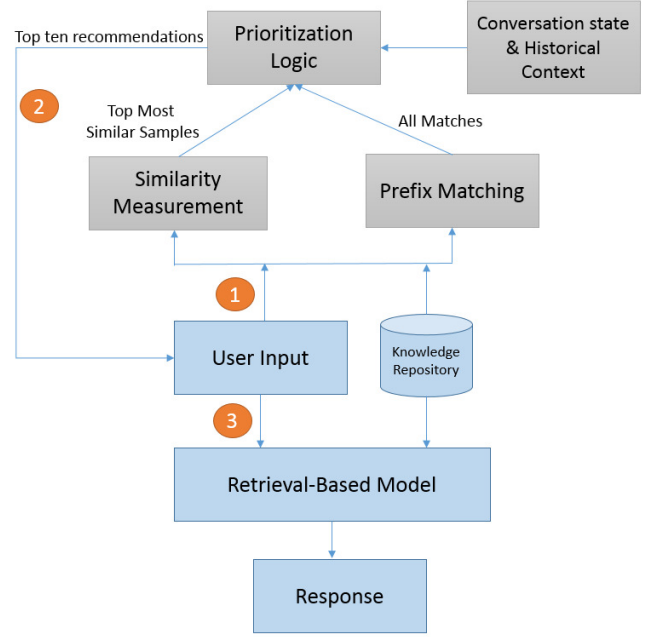 Top ten recommendations
Prioritization
Logic
Conversation state
& Historical
Context
2
Top Most
Similar Samples
All Matches
Similarity
Measurement
Prefix Matching
1
User Input
Knowledge
Repository
3
Retrieval-Based Model
Response